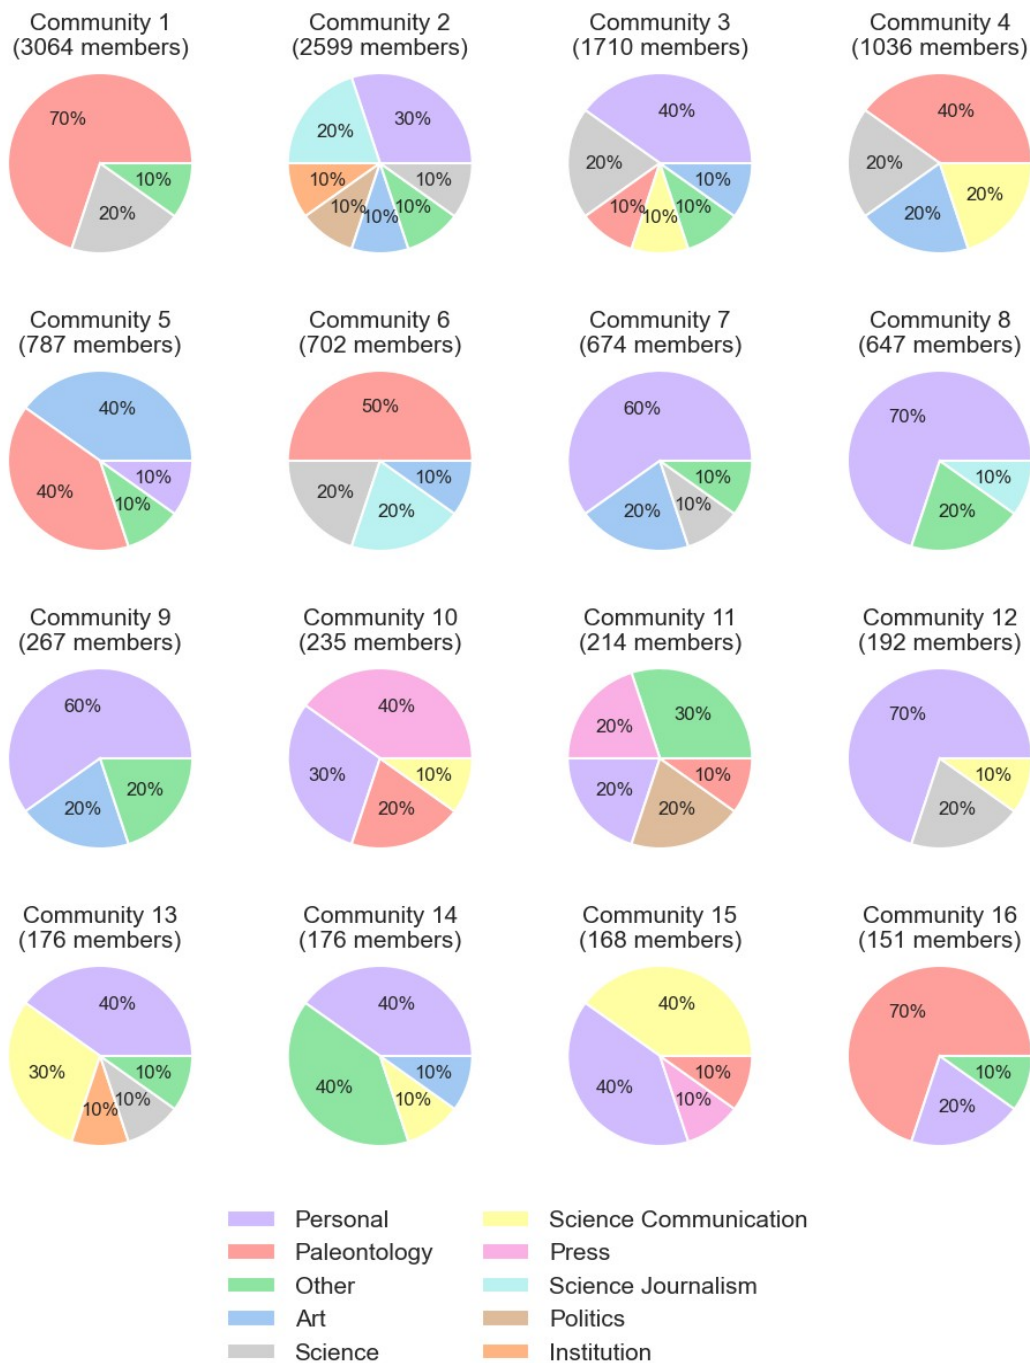 Community 1
(3064 members)
70%
10%
20%
Community 2
(2599 members)
20%
30%
10%
10%
10%
10%
10%
Community 3
(1710 members)
40%
20%
10%
10%
10%
10%
Community 4
(1036 members)
40%
20%
20%
20%
Community 5
(787 members)
40%
10%
40%
10%
Community 6
(702 members)
50%
10%
20%
20%
Community 7
(674 members)
60%
10%
20%
10%
Community 8
(647 members)
70%
10%
20%
Community 9
(267 members)
60%
20%
20%
Community 10
(235 members)
40%
30%
10%
20%
Community 11
(214 members)
20%
30%
10%
20%
20%
Community 12
(192 members)
70%
10%
20%
Community 13
(176 members)
40%
30%
10%
10%
10%
Community 14
(176 members)
40%
10%
40%
10%
Community 15
(168 members)
40%
10%
40%
10%
Community 16
(151 members)
70%
10%
20%
Personal
Paleontology
Other
Art
Science
Science Communication
Press
Science Journalism
Politics
Institution